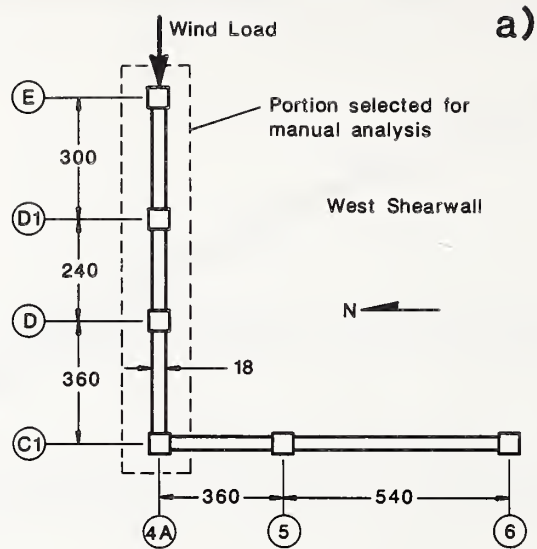 a)
Wind Load
E
Portion selected for
manual analysis
300
West Shearwall
D1
240
N
D
18
360
C1
360
540
4A
5
6